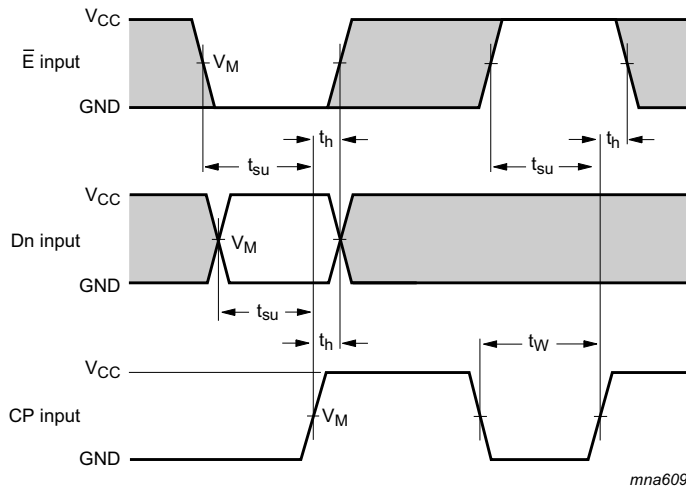 VCC
E̅ input
VM
GND
th
th
tsu
tsu
VCC
Dn input
VM
GND
tsu
th
tW
VCC
CP input
VM
GND
mna609